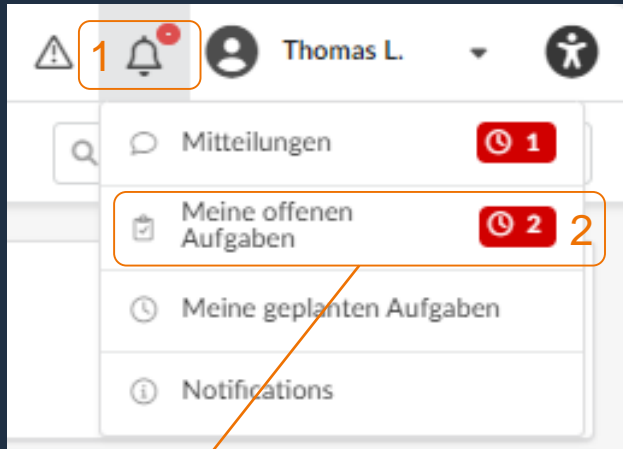 1 Thomas L.
Mitteilungen 1
Meine offenen
Aufgaben 2 2
Meine geplanten Aufgaben
Notifications